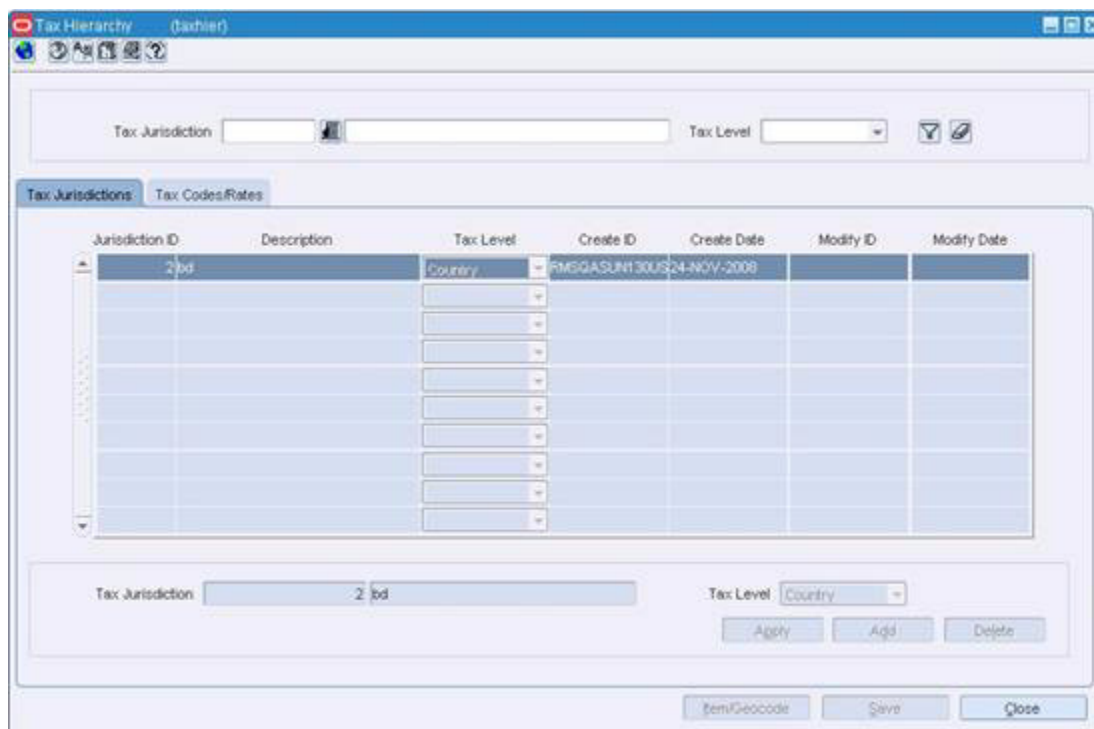 Tax Hierarchy (taxhier)
Tax Jurisdiction Tax Level
Tax Jurisdictions Tax Codes/Rates
Jurisdiction ID Description Tax Level Create ID Create Date Modify ID Modify Date
2 bd Country RMSQASUN130US 24-NOV-2008
Tax Jurisdiction 2 bd Tax Level Country
Apply Add Delete
Item/Geocode Save Close